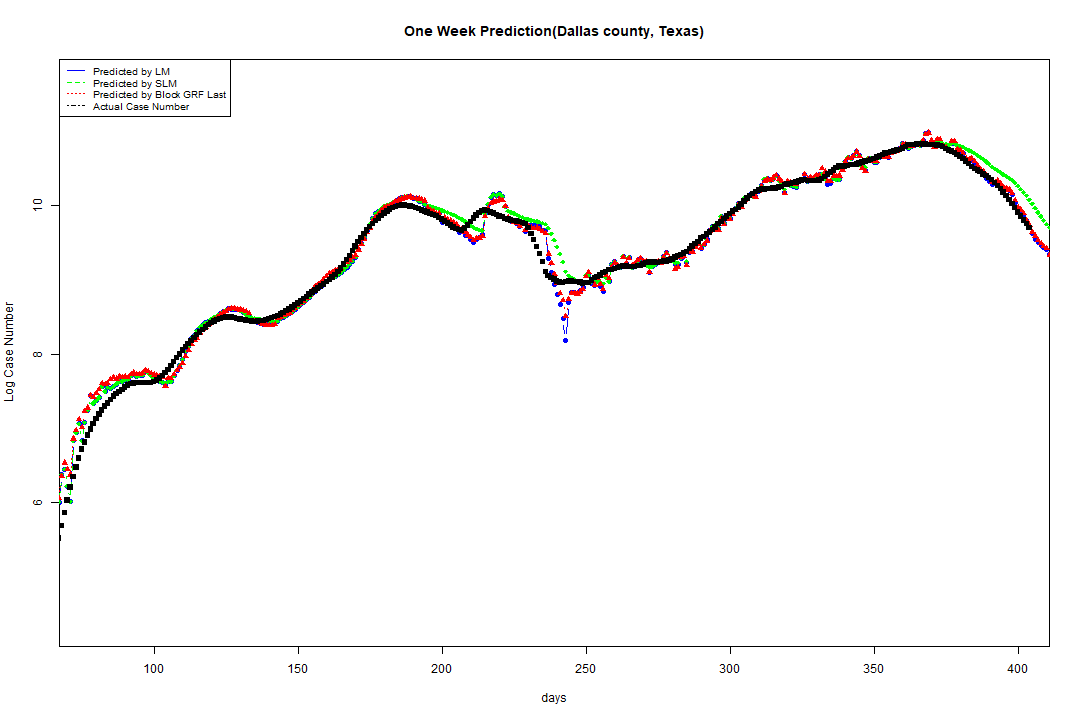 One Week Prediction(Dallas county, Texas)
Predicted by LM
Predicted by SLM
Predicted by Block GRF Last
Actual Case Number
10
8
6
Log Case Number
100 150 200 250 300 350 400
days